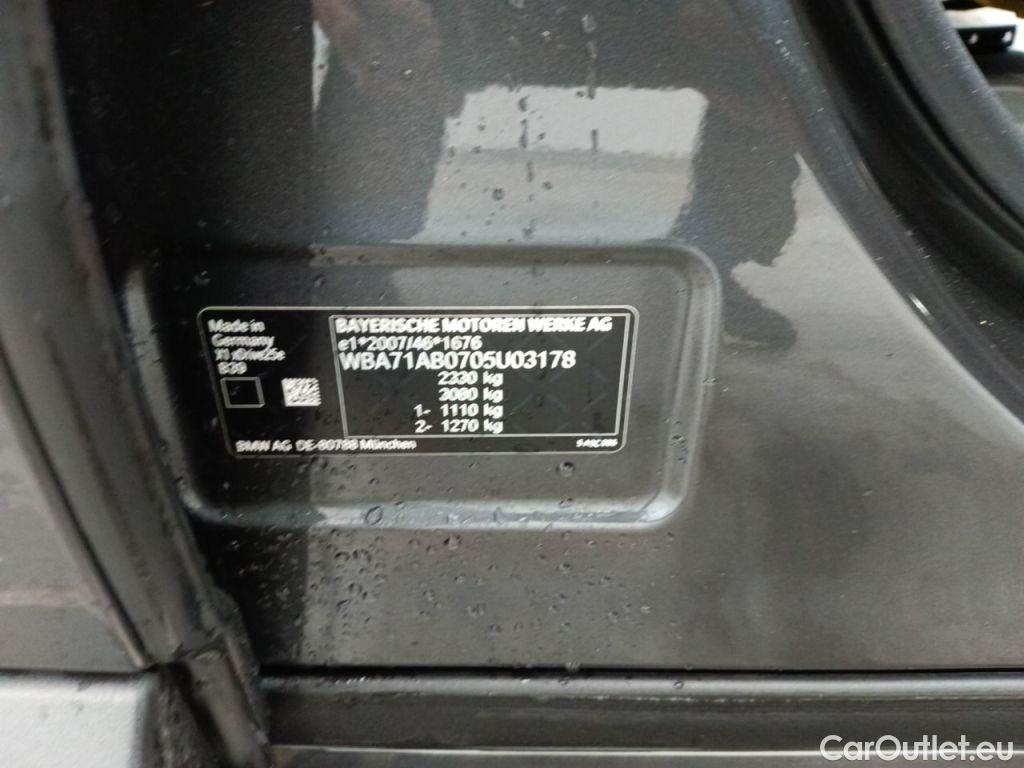 Made in
Germany
X1 xDrive25e
B39
BAYERISCHE MOTOREN WERKE AG
e1*2007/46*1676
WBA71AB0705U03178
2330 kg
3080 kg
1- 1110 kg
2- 1270 kg
BMW AG DE-80788 München
CarOutlet.eu